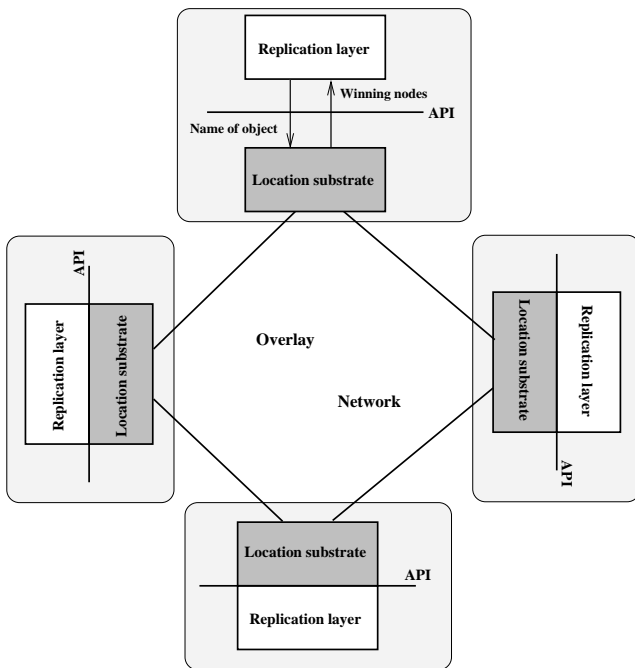 Replication layer
Winning nodes
API
Name of object
Location substrate
API
Replication layer
Location substrate
Overlay
Network
Location substrate
Replication layer
API
Location substrate
API
Replication layer